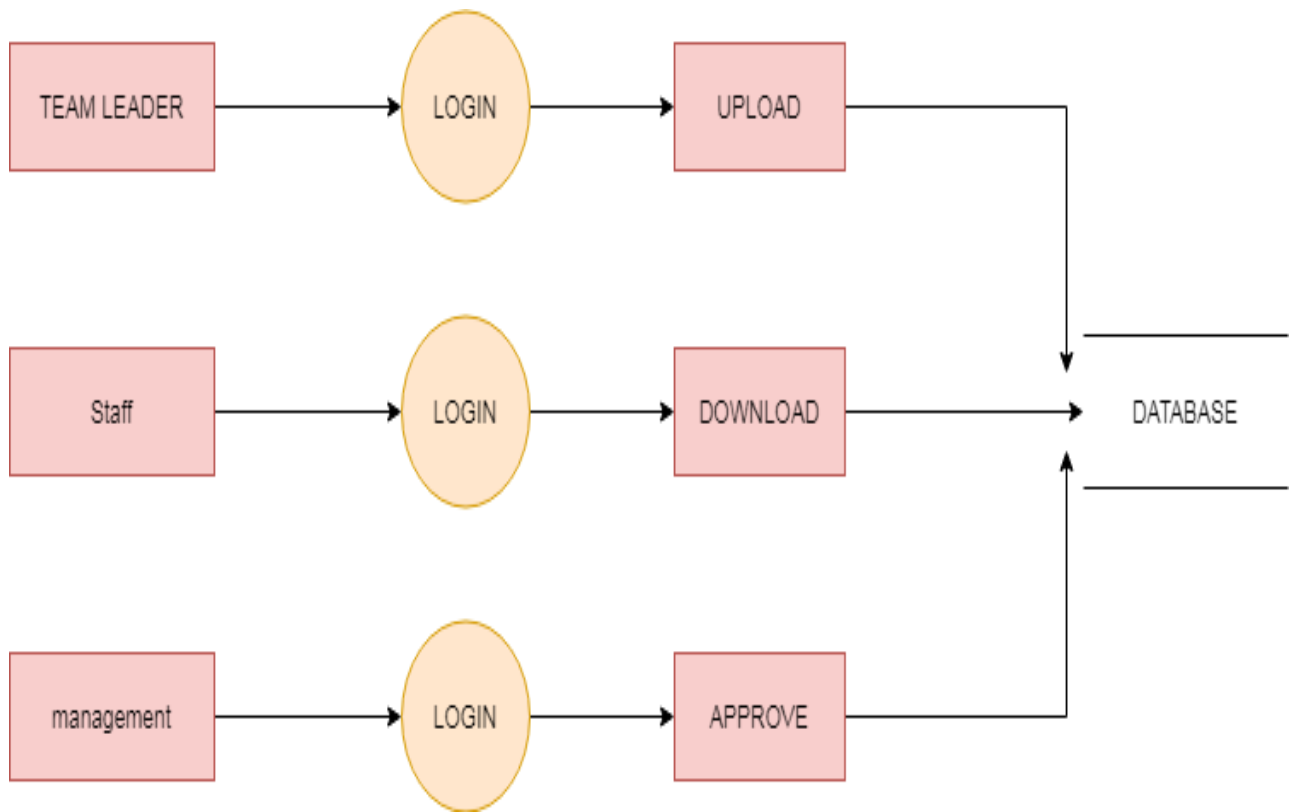 TEAM LEADER
LOGIN
UPLOAD
Staff
LOGIN
DOWNLOAD
DATABASE
management
LOGIN
APPROVE